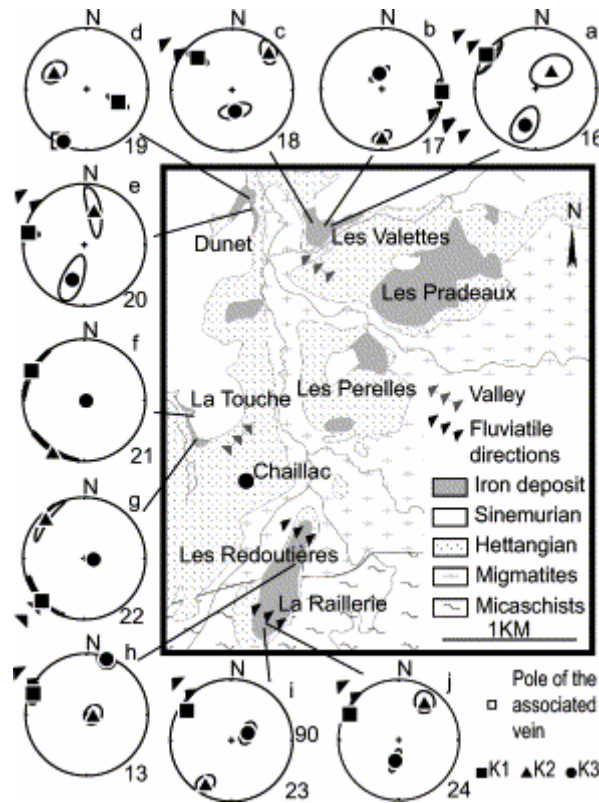 d N
c N
b N
a N
19
18
17
16
e N
20
N
Dunet
Les Valettes
Les Pradeaux
f N
21
La Touche
Les Perelles
Valley
Fluviatile directions
Chaillac
Iron deposit
Sinemurian
Hettangian
Migmatites
Micaschists
1KM
g N
22
Les Redoutières
La Raillerie
h N
13
i N
90
23
j N
24
Pole of the
associated
vein
K1 K2 K3